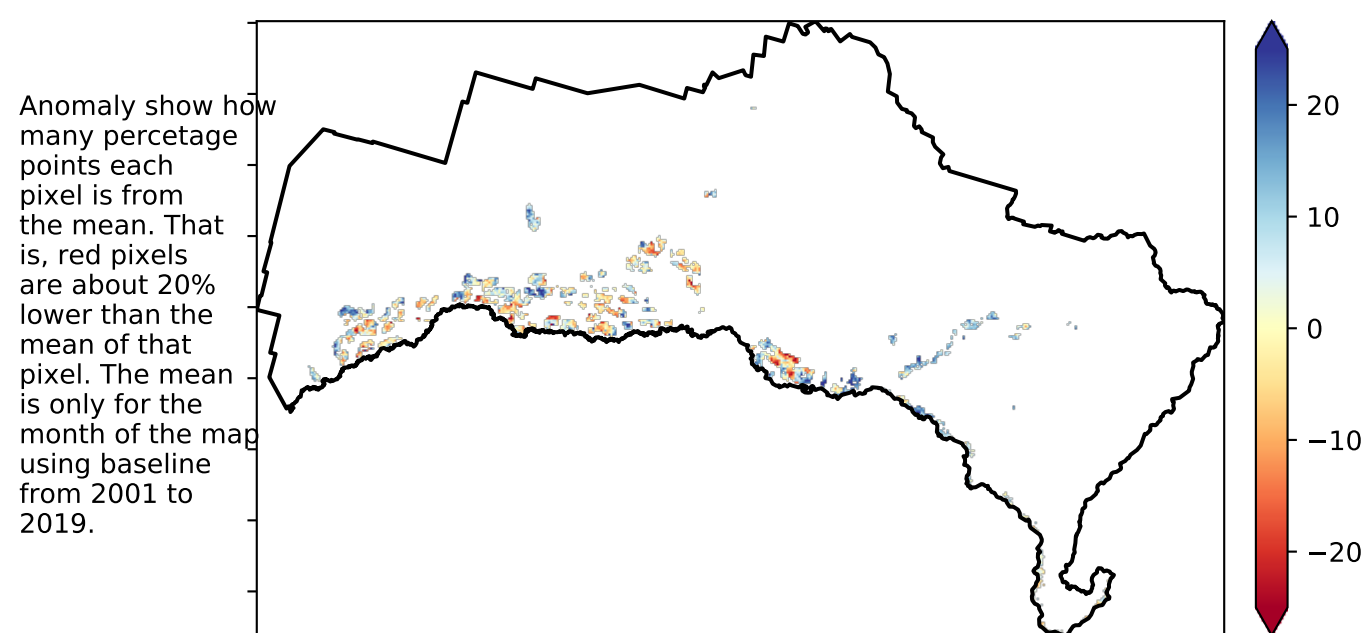 Anomaly show how
many percetage
points each
pixel is from
the mean. That
is, red pixels
are about 20%
lower than the
mean of that
pixel. The mean
is only for the
month of the map
using baseline
from 2001 to
2019.
20
10
0
−10
−20